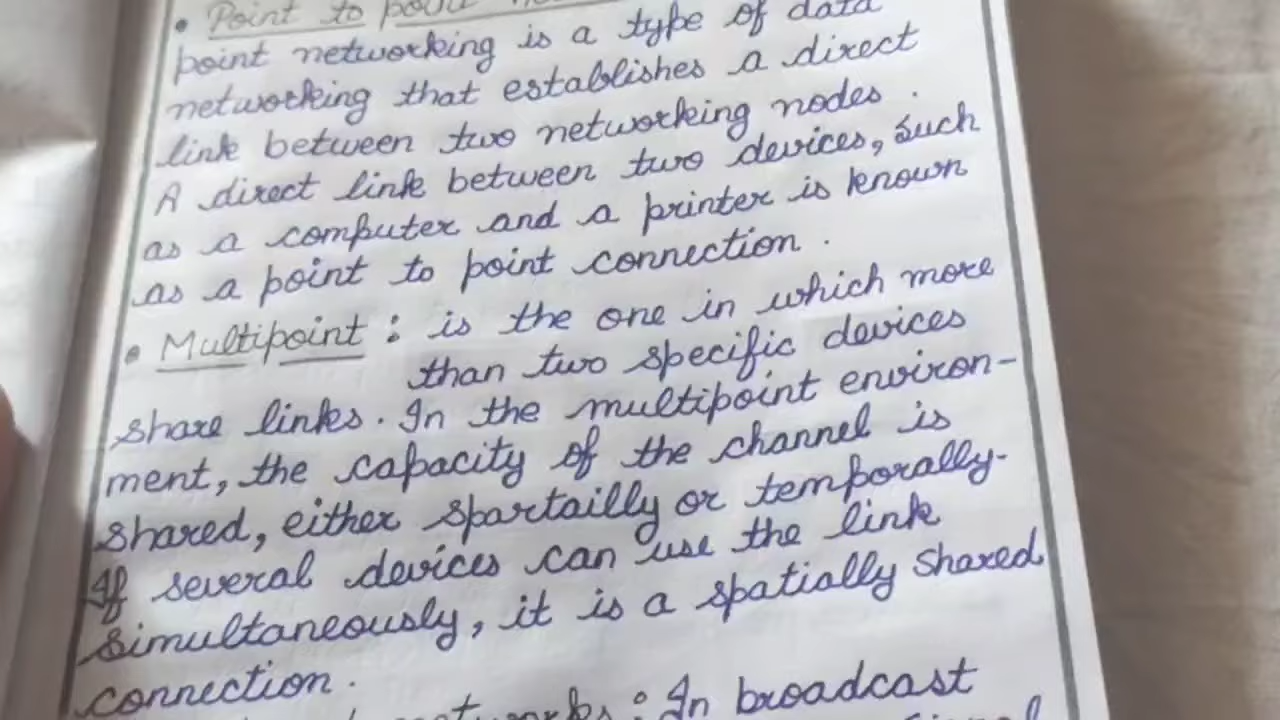 • Point to point
point networking is a type of data
networking that establishes a direct
link between two networking nodes.
A direct link between two devices, such
as a computer and a printer is known
as a point to point connection.
• Multipoint : is the one in which more
than two specific devices
share links. In the multipoint environ-
ment, the capacity of the channel is
shared, either spartailly or temporally.
If several devices can use the link
simultaneously, it is a spatially shared
connection.
: In broadcast